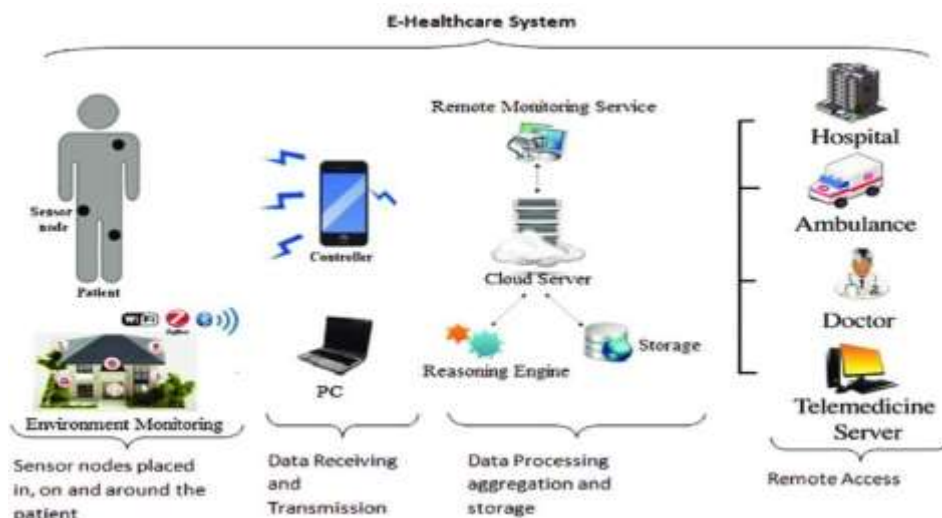 E-Healthcare System
Sensor
node
Patient
Wi Fi
Environment Monitoring
Sensor nodes placed
in, on and around the
patient
Controller
PC
Data Receiving
and
Transmission
Remote Monitoring Service
Cloud Server
Reasoning Engine
Storage
Data Processing
aggregation and
storage
Hospital
Ambulance
Doctor
Telemedicine
Server
Remote Access